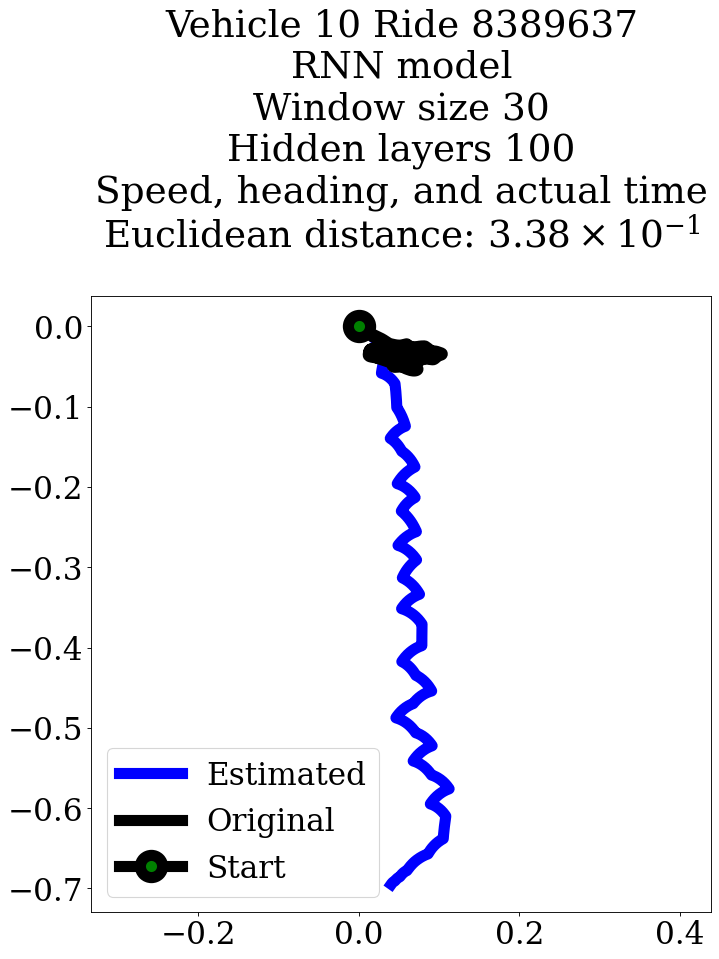 Vehicle 10 Ride 8389637
RNN model
Window size 30
Hidden layers 100
Speed, heading, and actual time
Euclidean distance: 3.38 × 10⁻¹
0.0
−0.1
−0.2
−0.3
−0.4
−0.5
−0.6
−0.7
Estimated
Original
Start
−0.2 0.0 0.2 0.4